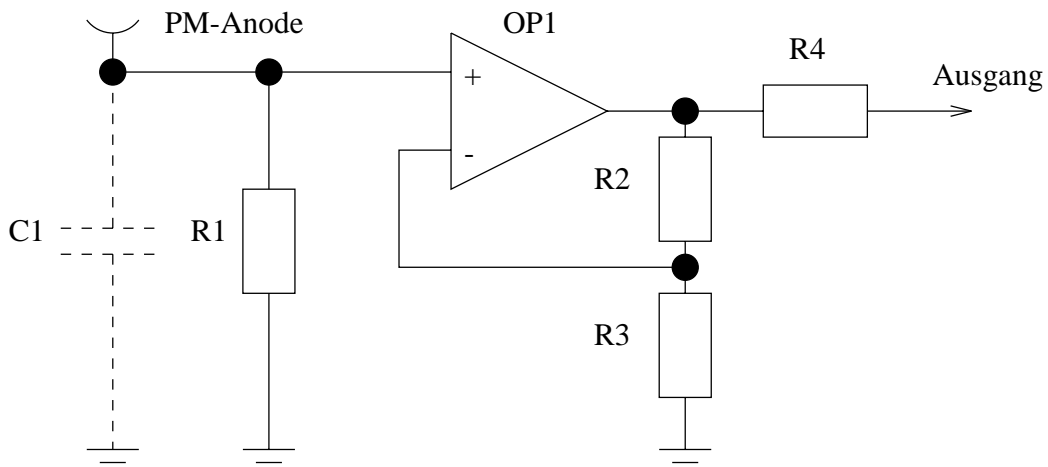 PM-Anode
OP1
R4
Ausgang
+
-
R2
C1
R1
R3